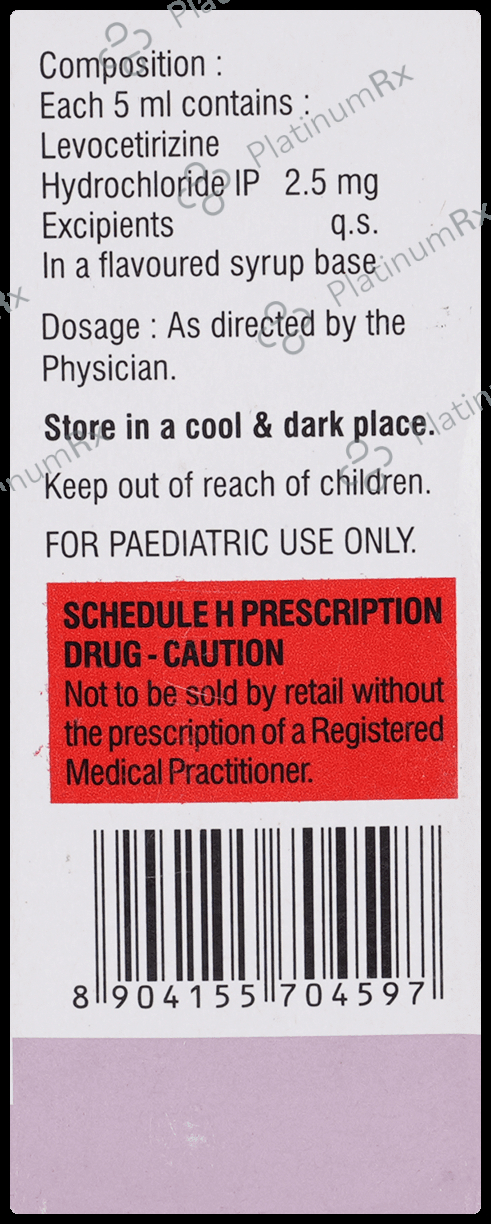 Composition :
Each 5 ml contains :
Levocetirizine
Hydrochloride IP 2.5 mg
Excipients q.s.
In a flavoured syrup base
Dosage : As directed by the
Physician.
Store in a cool & dark place.
Keep out of reach of children.
FOR PAEDIATRIC USE ONLY.
SCHEDULE H PRESCRIPTION
DRUG - CAUTION
Not to be sold by retail without
the prescription of a Registered
Medical Practitioner.
8 904155 704597
PlatinumRx
PlatinumRx